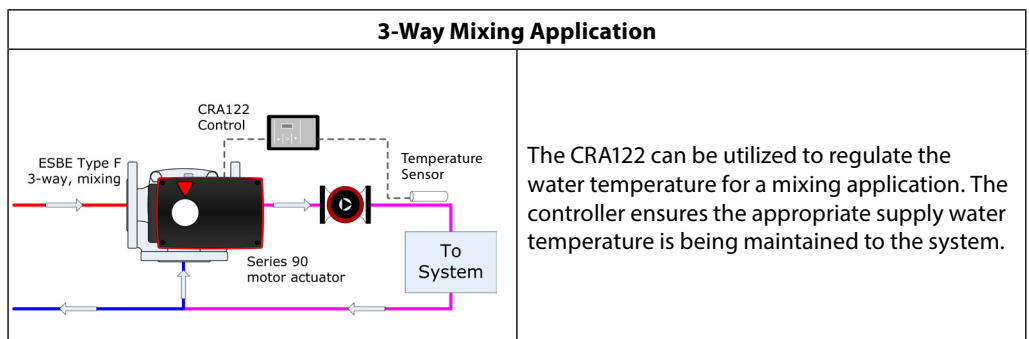 3-Way Mixing Application
CRA122
Control
ESBE Type F
3-way, mixing
Temperature
Sensor
Series 90
motor actuator
To
System
The CRA122 can be utilized to regulate the
water temperature for a mixing application. The
controller ensures the appropriate supply water
temperature is being maintained to the system.